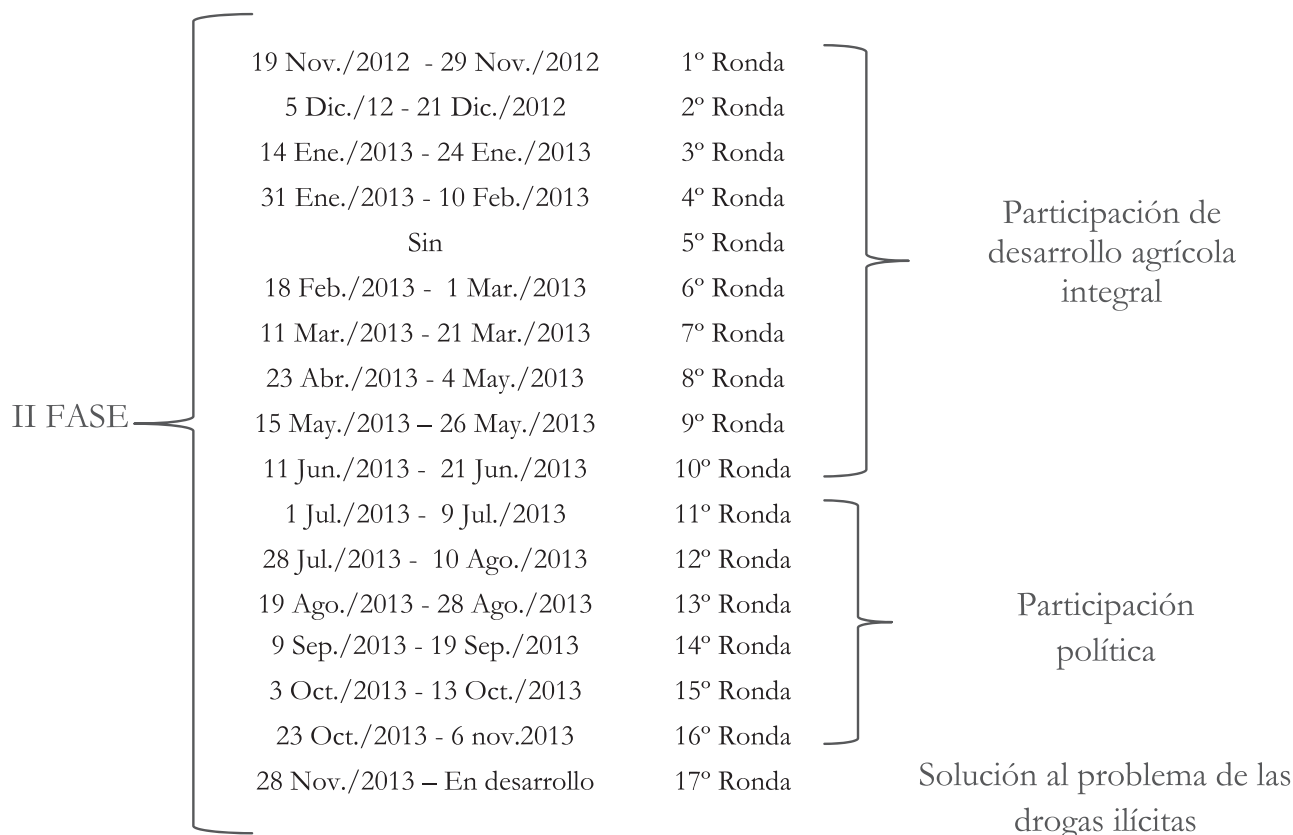 II FASE
19 Nov./2012 - 29 Nov./2012 1º Ronda
5 Dic./12 - 21 Dic./2012 2º Ronda
14 Ene./2013 - 24 Ene./2013 3º Ronda
31 Ene./2013 - 10 Feb./2013 4º Ronda
Sin 5º Ronda
18 Feb./2013 - 1 Mar./2013 6º Ronda
11 Mar./2013 - 21 Mar./2013 7º Ronda
23 Abr./2013 - 4 May./2013 8º Ronda
15 May./2013 – 26 May./2013 9º Ronda
11 Jun./2013 - 21 Jun./2013 10º Ronda
Participación de
desarrollo agrícola
integral
1 Jul./2013 - 9 Jul./2013 11º Ronda
28 Jul./2013 - 10 Ago./2013 12º Ronda
19 Ago./2013 - 28 Ago./2013 13º Ronda
9 Sep./2013 - 19 Sep./2013 14º Ronda
3 Oct./2013 - 13 Oct./2013 15º Ronda
23 Oct./2013 - 6 nov.2013 16º Ronda
Participación
política
28 Nov./2013 – En desarrollo 17º Ronda
Solución al problema de las
drogas ilícitas